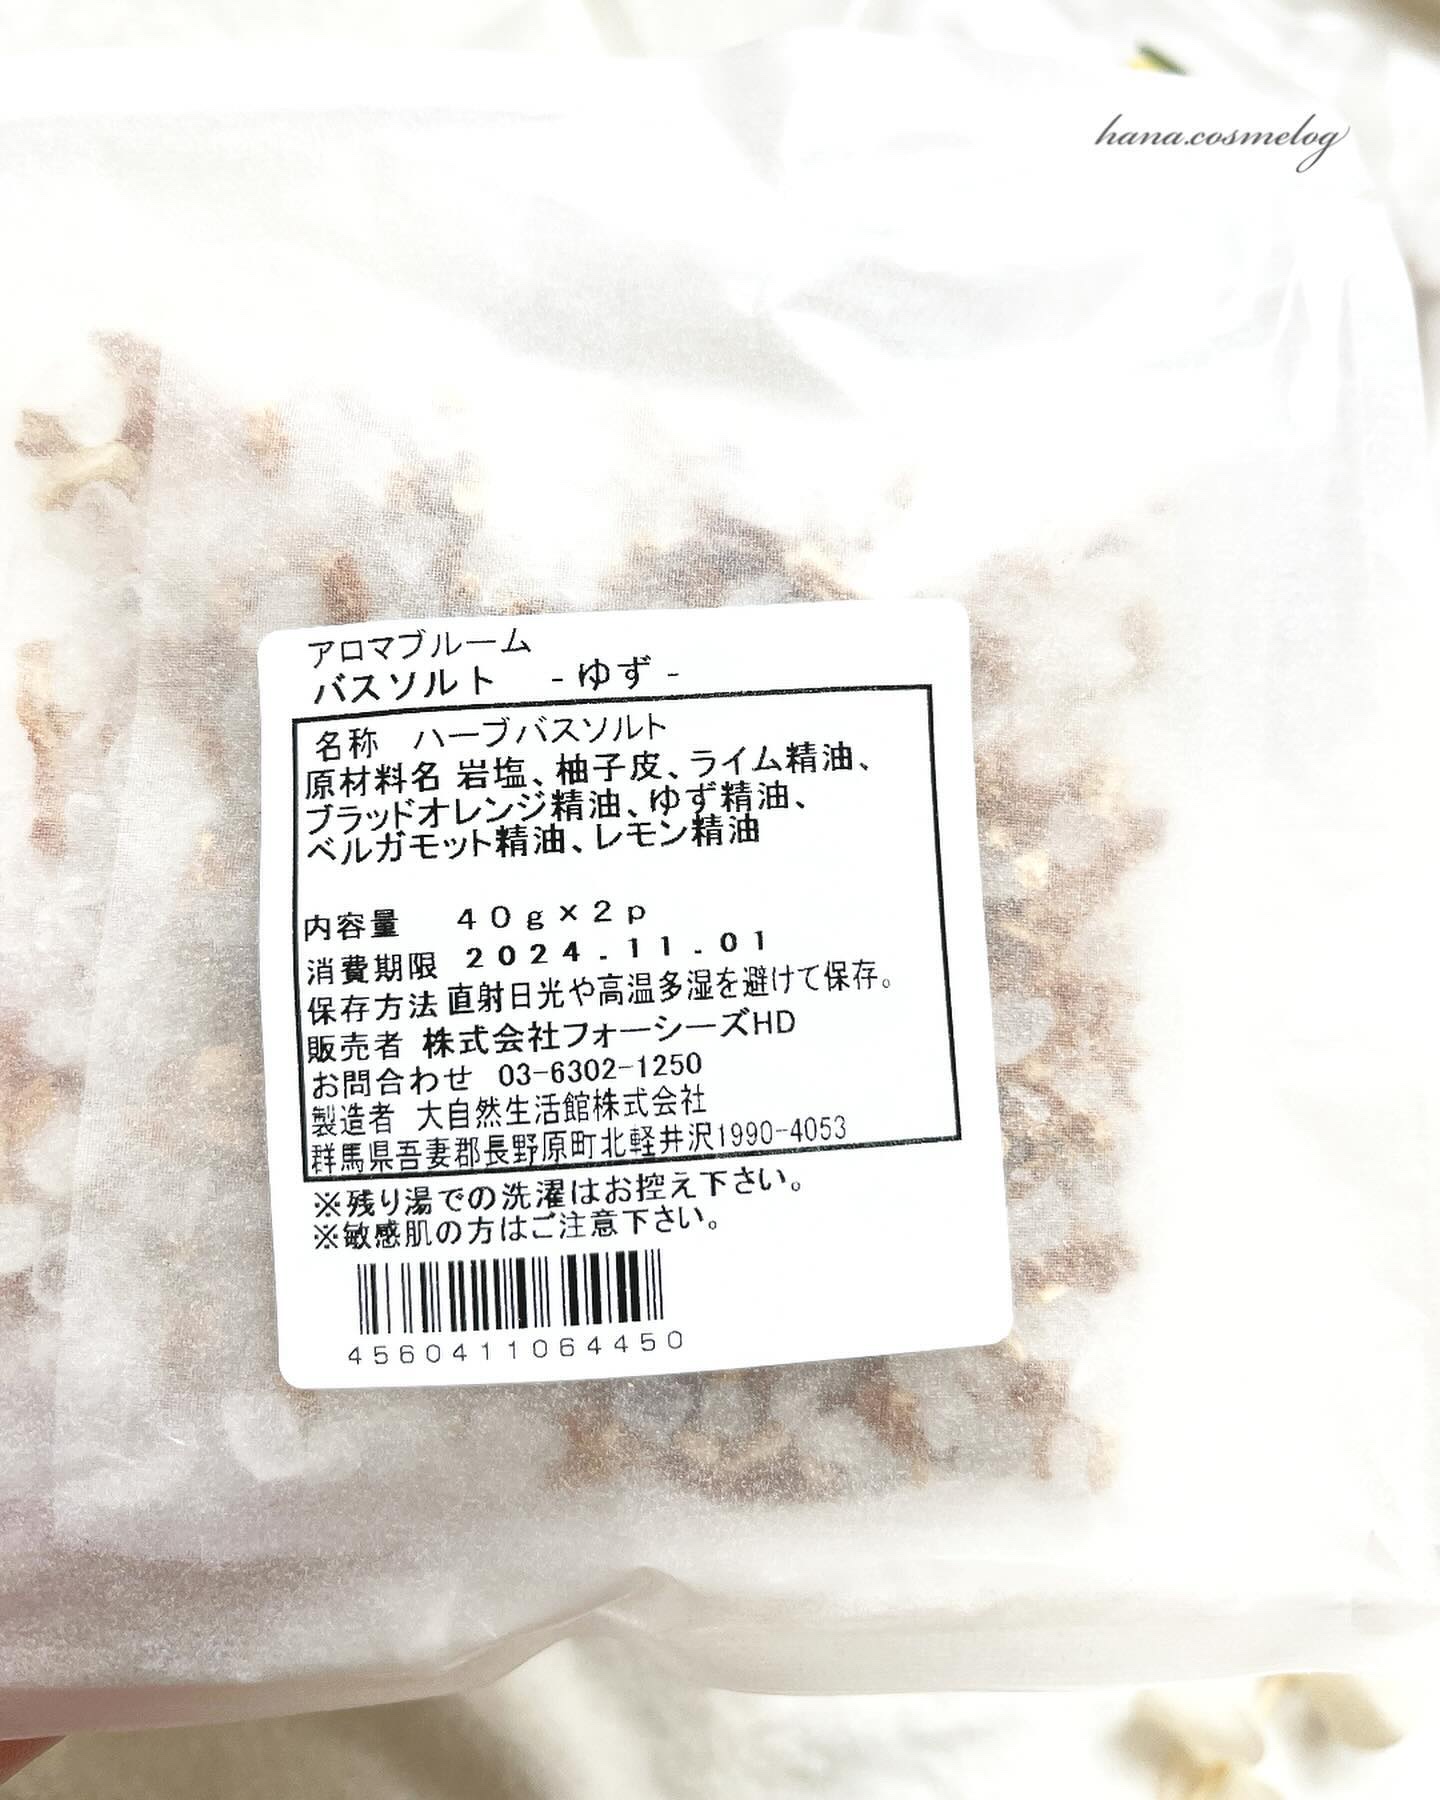 hana.cosmelog
アロマブルーム
バスソルト -ゆず-
名称 ハーブバスソルト
原材料名 岩塩、柚子皮、ライム精油、
ブラッドオレンジ精油、ゆず精油、
ベルガモット精油、レモン精油
内容量 40g×2p
消費期限 2024.11.01
保存方法 直射日光や高温多湿を避けて保存。
販売者 株式会社フォーシーズHD
お問合わせ 03-6302-1250
製造者 大自然生活館株式会社
群馬県吾妻郡長野原町北軽井沢1990-4053
※残り湯での洗濯はお控え下さい。
※敏感肌の方はご注意下さい。
4560411064450